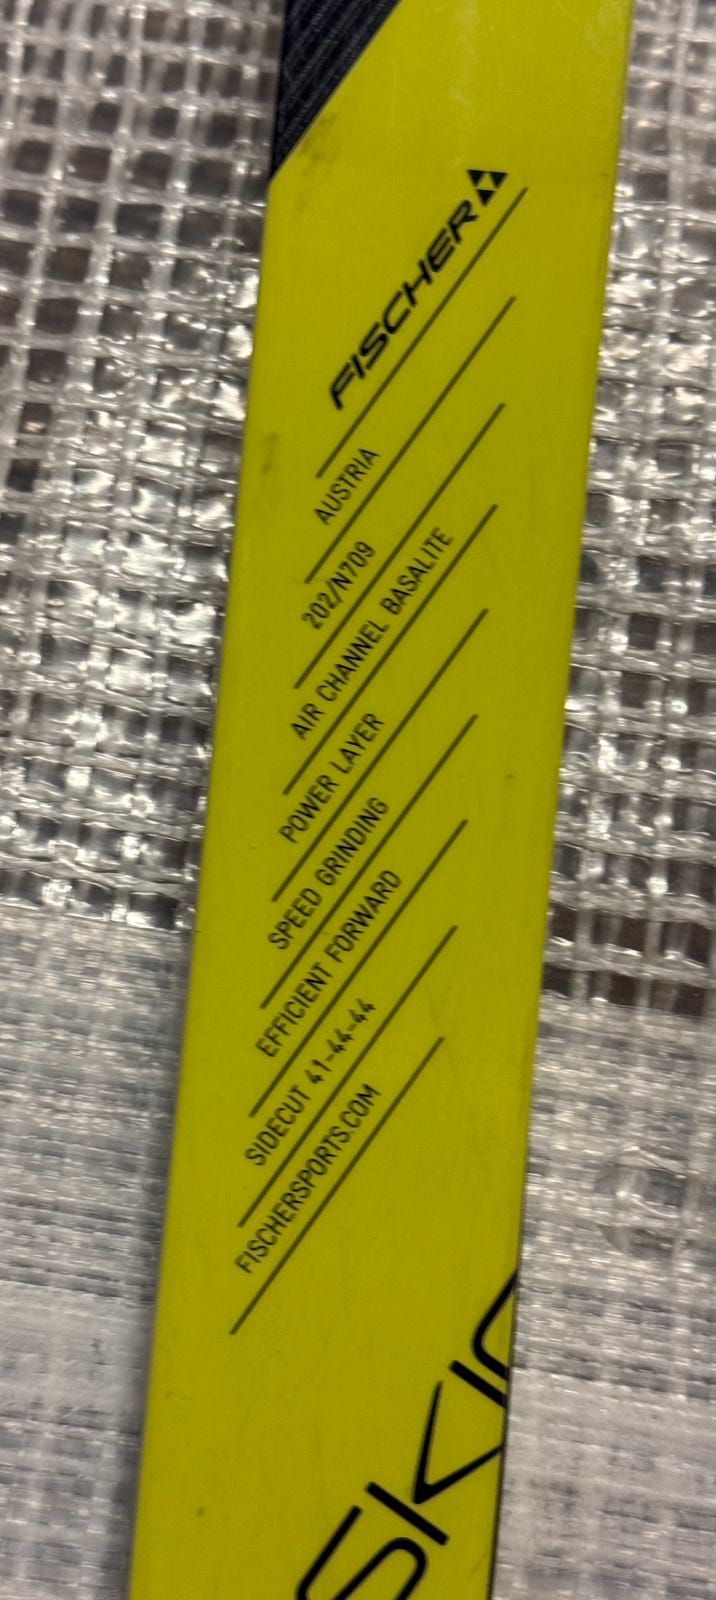 FISCHER
AUSTRIA
202/N709
AIR CHANNEL BASALITE
POWER LAYER
SPEED GRINDING
EFFICIENT FORWARD
SIDECUT 41-44-44
FISCHERSPORTS.COM